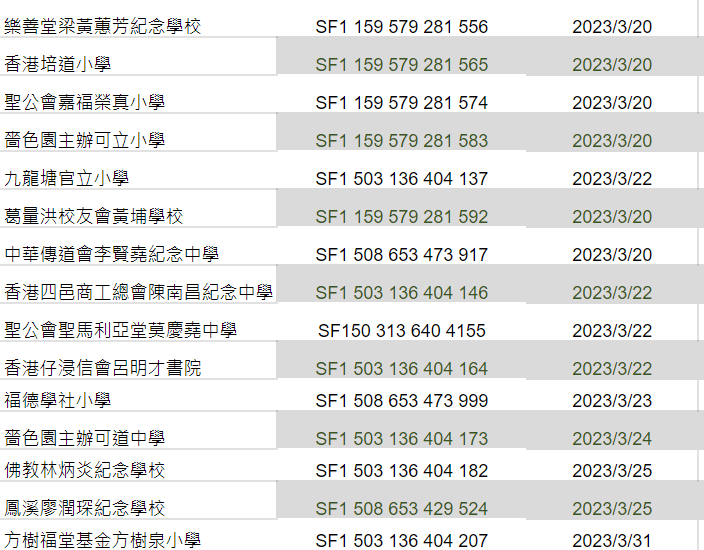 樂善堂梁黃蕙芳紀念學校 SF1 159 579 281 556 2023/3/20
香港培道小學 SF1 159 579 281 565 2023/3/20
聖公會嘉福榮真小學 SF1 159 579 281 574 2023/3/20
嗇色園主辦可立小學 SF1 159 579 281 583 2023/3/20
九龍塘官立小學 SF1 503 136 404 137 2023/3/22
葛量洪校友會黃埔學校 SF1 159 579 281 592 2023/3/20
中華傳道會李賢堯紀念中學 SF1 508 653 473 917 2023/3/20
香港四邑商工總會陳南昌紀念中學 SF1 503 136 404 146 2023/3/22
聖公會聖馬利亞堂莫慶堯中學 SF150 313 640 4155 2023/3/22
香港仔浸信會呂明才書院 SF1 503 136 404 164 2023/3/22
福德學社小學 SF1 508 653 473 999 2023/3/23
嗇色園主辦可道中學 SF1 503 136 404 173 2023/3/24
佛教林炳炎紀念學校 SF1 503 136 404 182 2023/3/25
鳳溪廖潤琛紀念學校 SF1 508 653 429 524 2023/3/25
方樹福堂基金方樹泉小學 SF1 503 136 404 207 2023/3/31